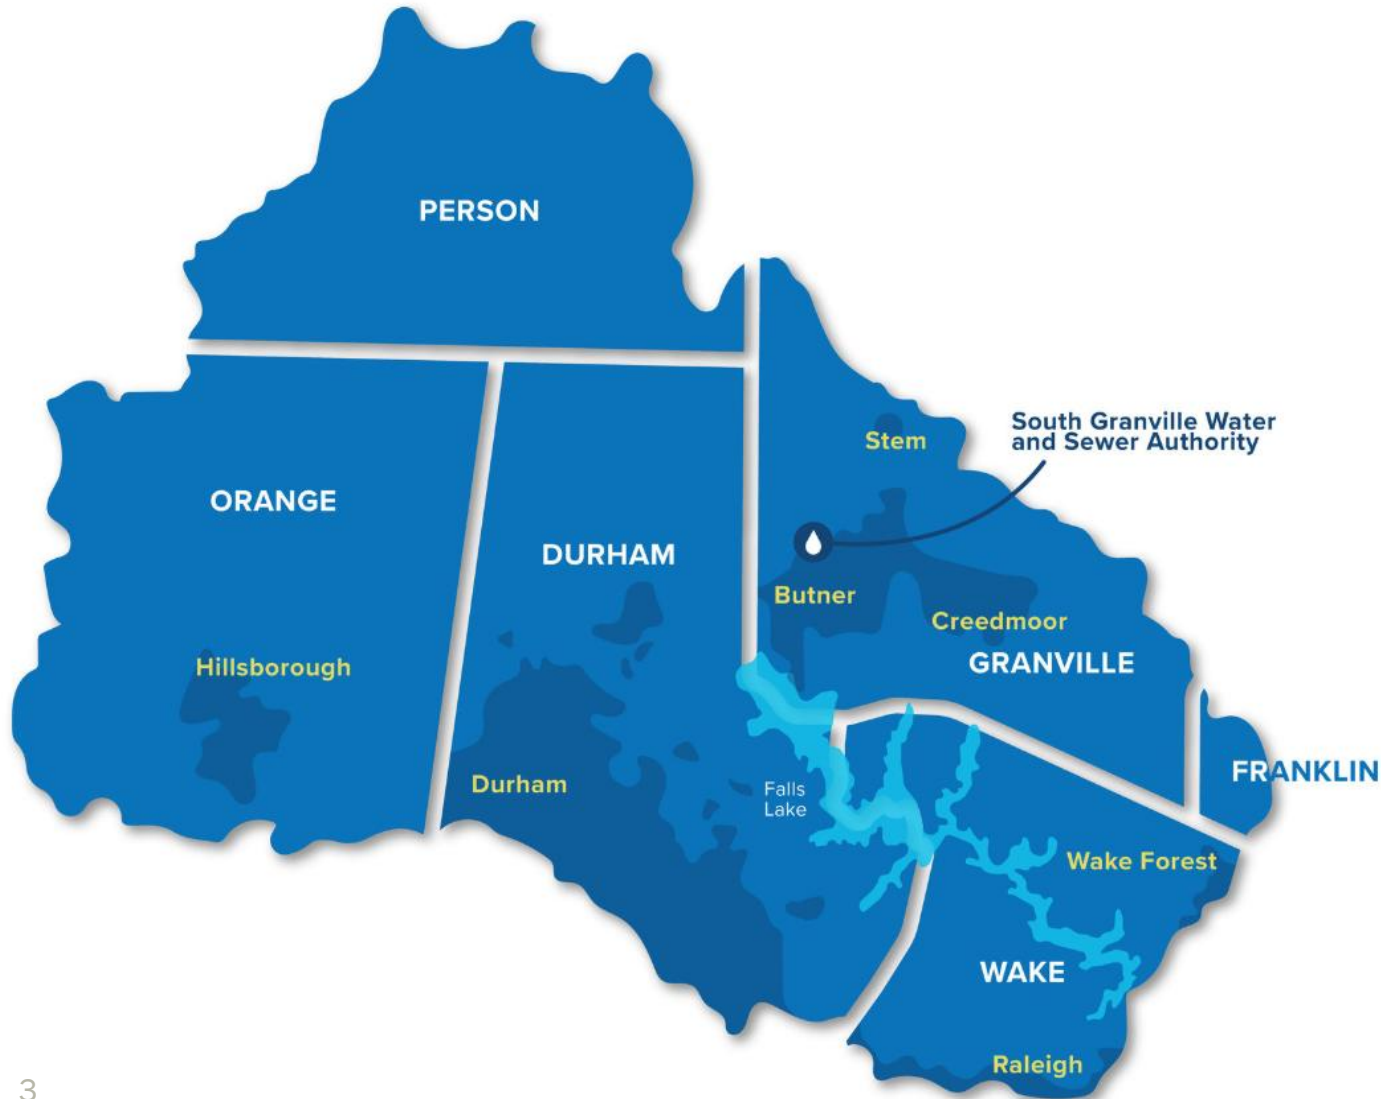 PERSON
Stem
South Granville Water
and Sewer Authority
ORANGE
DURHAM
Butner
Creedmoor
GRANVILLE
Hillsborough
Durham
Falls
Lake
FRANKLIN
Wake Forest
WAKE
Raleigh
3